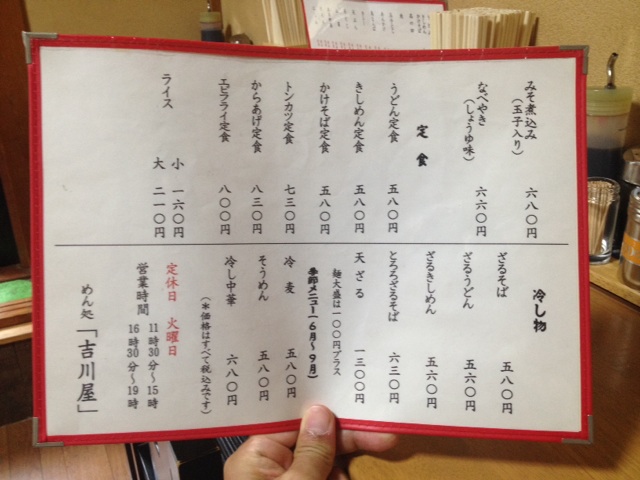 みそ煮込み
(玉子入り)
六八〇円
なべやき
(しょうゆ味)
六六〇円
定食
うどん定食 五八〇円
きしめん定食 五八〇円
かけそば定食 五八〇円
トンカツ定食 七三〇円
からあげ定食 八三〇円
エビフライ定食 八〇〇円
ライス 小 一六〇円
大 二一〇円
冷し物
ざるそば 五八〇円
ざるうどん 五六〇円
ざるきしめん 五六〇円
とろろざるそば 六三〇円
天ざる 一三〇〇円
麺大盛は一〇〇円プラス
季節メニュー(6月~9月)
冷麦 五八〇円
そうめん 五八〇円
冷し中華 六八〇円
(*価格はすべて税込みです)
定休日 火曜日
営業時間 11時30分~15時
16時30分~19時
めん処「吉川屋」